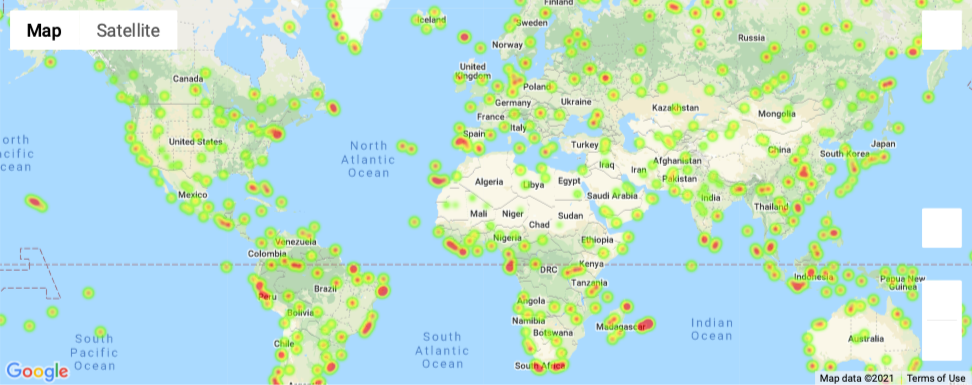 Map
Satellite
Iceland
Sweden
Finland
Norway
Russia
United
Kingdom
Canada
Poland
Germany
Ukraine
France
Kazakhstan
Mongolia
Spain
Italy
Turkey
United States
North
Atlantic
Ocean
orth
acific
cean
China
South Korea
Japan
Afghanistan
Iraq
Iran
Pakistan
Algeria
Libya
Egypt
Saudi Arabia
India
Thailand
Mexico
Mali
Niger
Chad
Sudan
Nigeria
Ethiopia
Venezuela
Colombia
DRC
Kenya
Tanzania
Indonesia
Papua New
Guinea
Peru
Brazil
Bolivia
Angola
Namibia
Botswana
Madagascar
Indian
Ocean
Australia
Chile
South
Pacific
Ocean
South
Atlantic
Ocean
South Africa
Google
Map data ©2021
Terms of Use